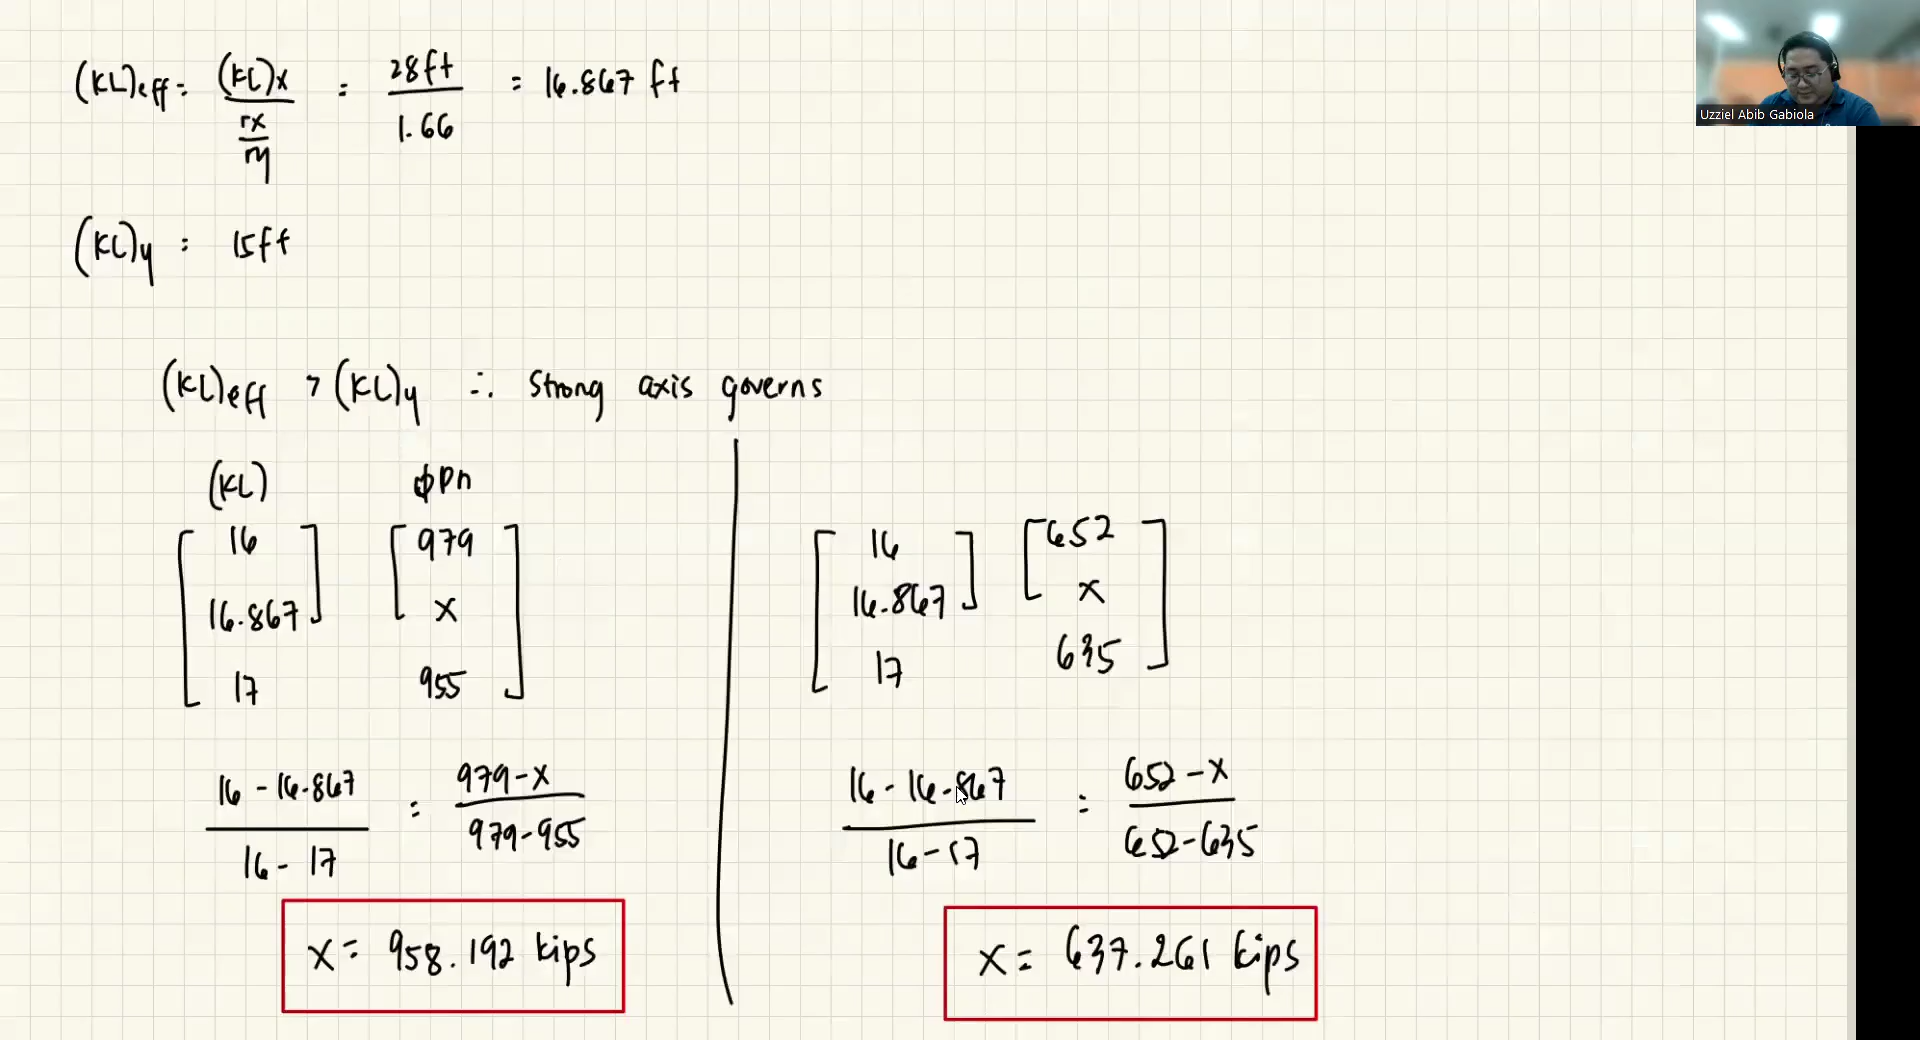 (KL)eff = (KL)x / (rx / ry) = 28ft / 1.66 = 16.867 ft
Uzziel Abib Gabiola
(KL)y = 15ft
(KL)eff > (KL)y ∴ Strong axis governs
(KL) ϕPn
16 979
16.867 x
17 955
(16 - 16.867) / (16 - 17) = (979 - x) / (979 - 955)
x = 958.192 kips
16 652
16.867 x
17 635
(16 - 16.867) / (16 - 17) = (652 - x) / (652 - 635)
x = 637.261 kips